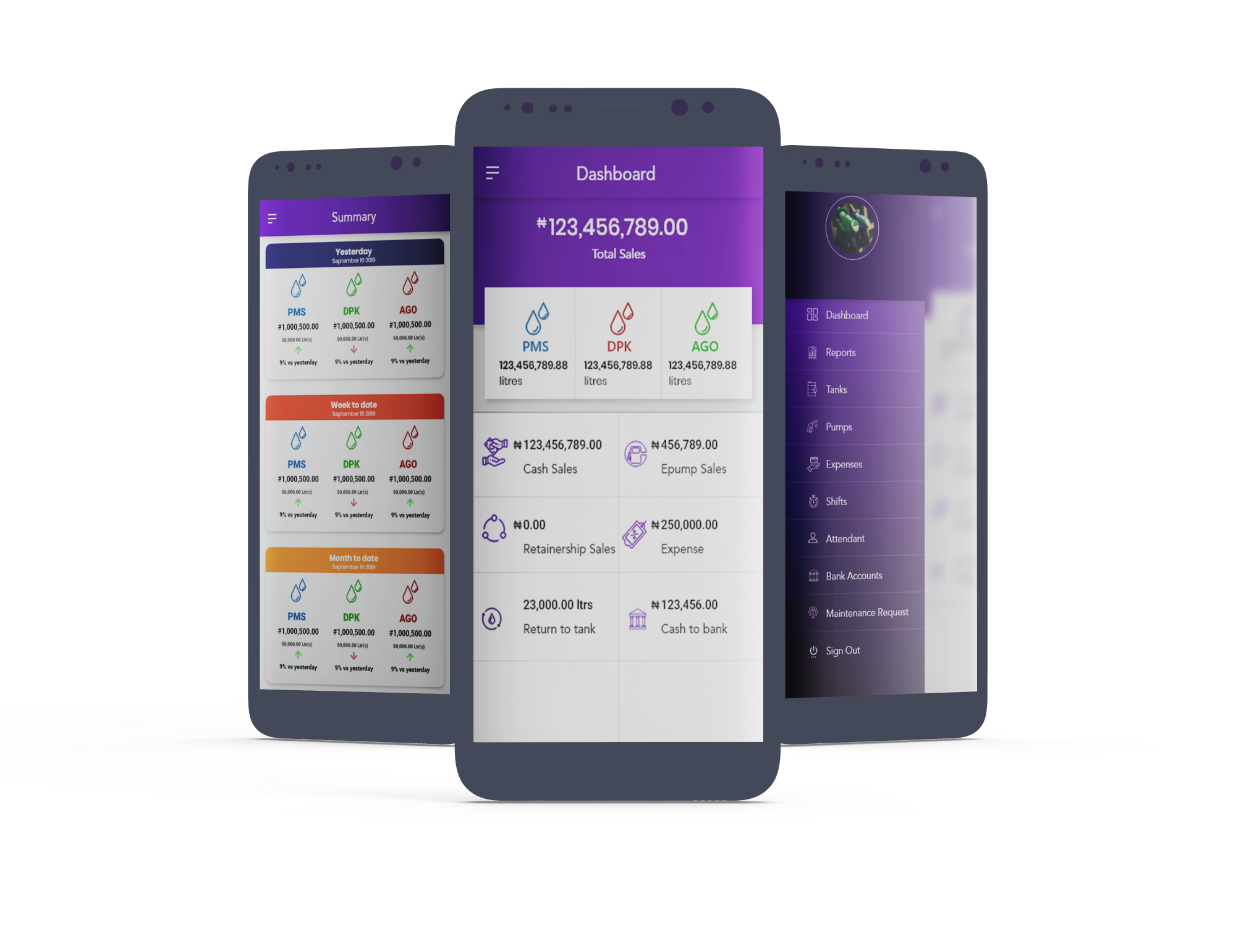 Summary
Yesterday
September 10 2019
PMS DPK AGO
₦1,000,500.00 ₦1,000,500.00 ₦1,000,500.00
50,000.00 Ltr(s) 50,000.00 Ltr(s) 50,000.00 Ltr(s)
9% vs yesterday 9% vs yesterday 9% vs yesterday
Week to date
September 10 2019
PMS DPK AGO
₦1,000,500.00 ₦1,000,500.00 ₦1,000,500.00
50,000.00 Ltr(s) 50,000.00 Ltr(s) 50,000.00 Ltr(s)
9% vs yesterday 9% vs yesterday 9% vs yesterday
Month to date
September 10 2019
PMS DPK AGO
₦1,000,500.00 ₦1,000,500.00 ₦1,000,500.00
50,000.00 Ltr(s) 50,000.00 Ltr(s) 50,000.00 Ltr(s)
9% vs yesterday 9% vs yesterday 9% vs yesterday
Dashboard
₦123,456,789.00
Total Sales
PMS DPK AGO
123,456,789.88 123,456,789.88 123,456,789.88
litres litres litres
₦123,456,789.00 ₦456,789.00
Cash Sales Epump Sales
₦0.00 ₦250,000.00
Retainership Sales Expense
23,000.00 ltrs ₦123,456.00
Return to tank Cash to bank
Dashboard
Reports
Tanks
Pumps
Expenses
Shifts
Attendant
Bank Accounts
Maintenance Request
Sign Out